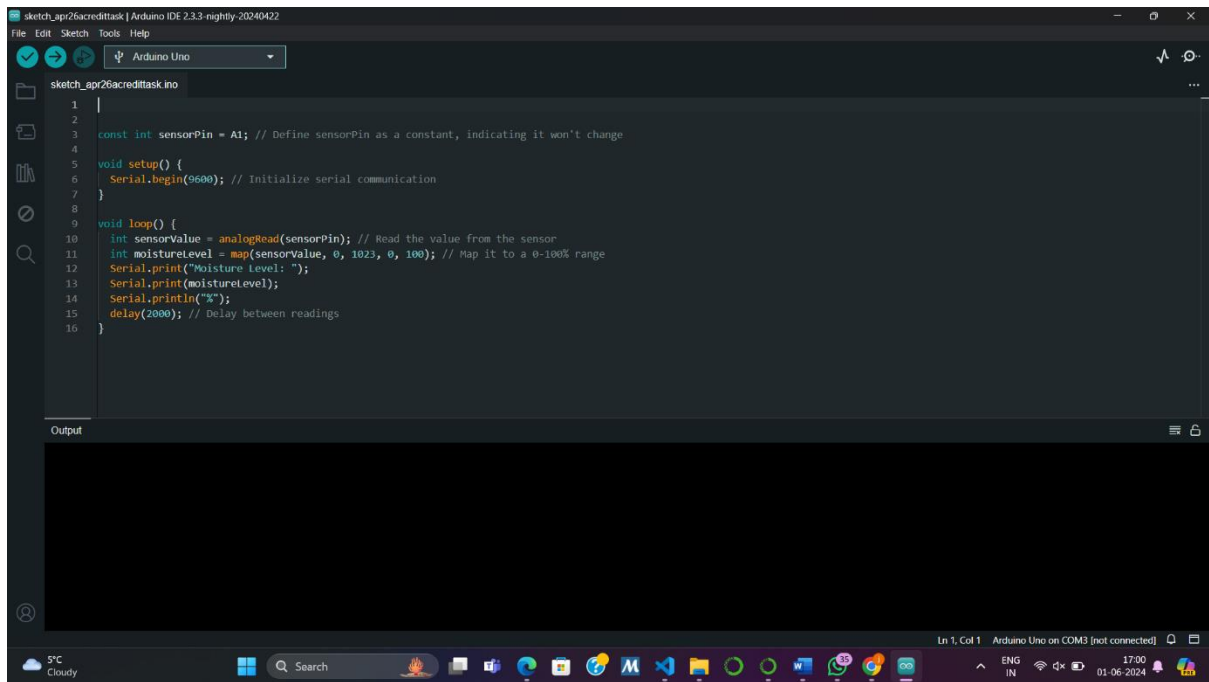 sketch_apr26acredittask | Arduino IDE 2.3.3-nightly-20240422
File Edit Sketch Tools Help
Arduino Uno
sketch_apr26acredittask.ino
1
2
3 const int sensorPin = A1; // Define sensorPin as a constant, indicating it won't change
4
5 void setup() {
6 Serial.begin(9600); // Initialize serial communication
7 }
8
9 void loop() {
10 int sensorValue = analogRead(sensorPin); // Read the value from the sensor
11 int moistureLevel = map(sensorValue, 0, 1023, 0, 100); // Map it to a 0-100% range
12 Serial.print("Moisture Level: ");
13 Serial.print(moistureLevel);
14 Serial.println("%");
15 delay(2000); // Delay between readings
16 }
Output
Ln 1, Col 1 Arduino Uno on COM3 [not connected]
5°C
Cloudy
Search
35
ENG
IN
17:00
01-06-2024